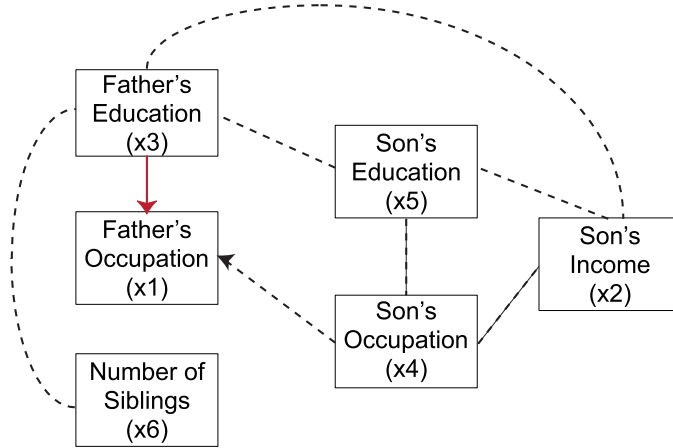 Father's
Education
(x3)
Son's
Education
(x5)
Father's
Occupation
(x1)
Son's
Income
(x2)
Son's
Occupation
(x4)
Number of
Siblings
(x6)